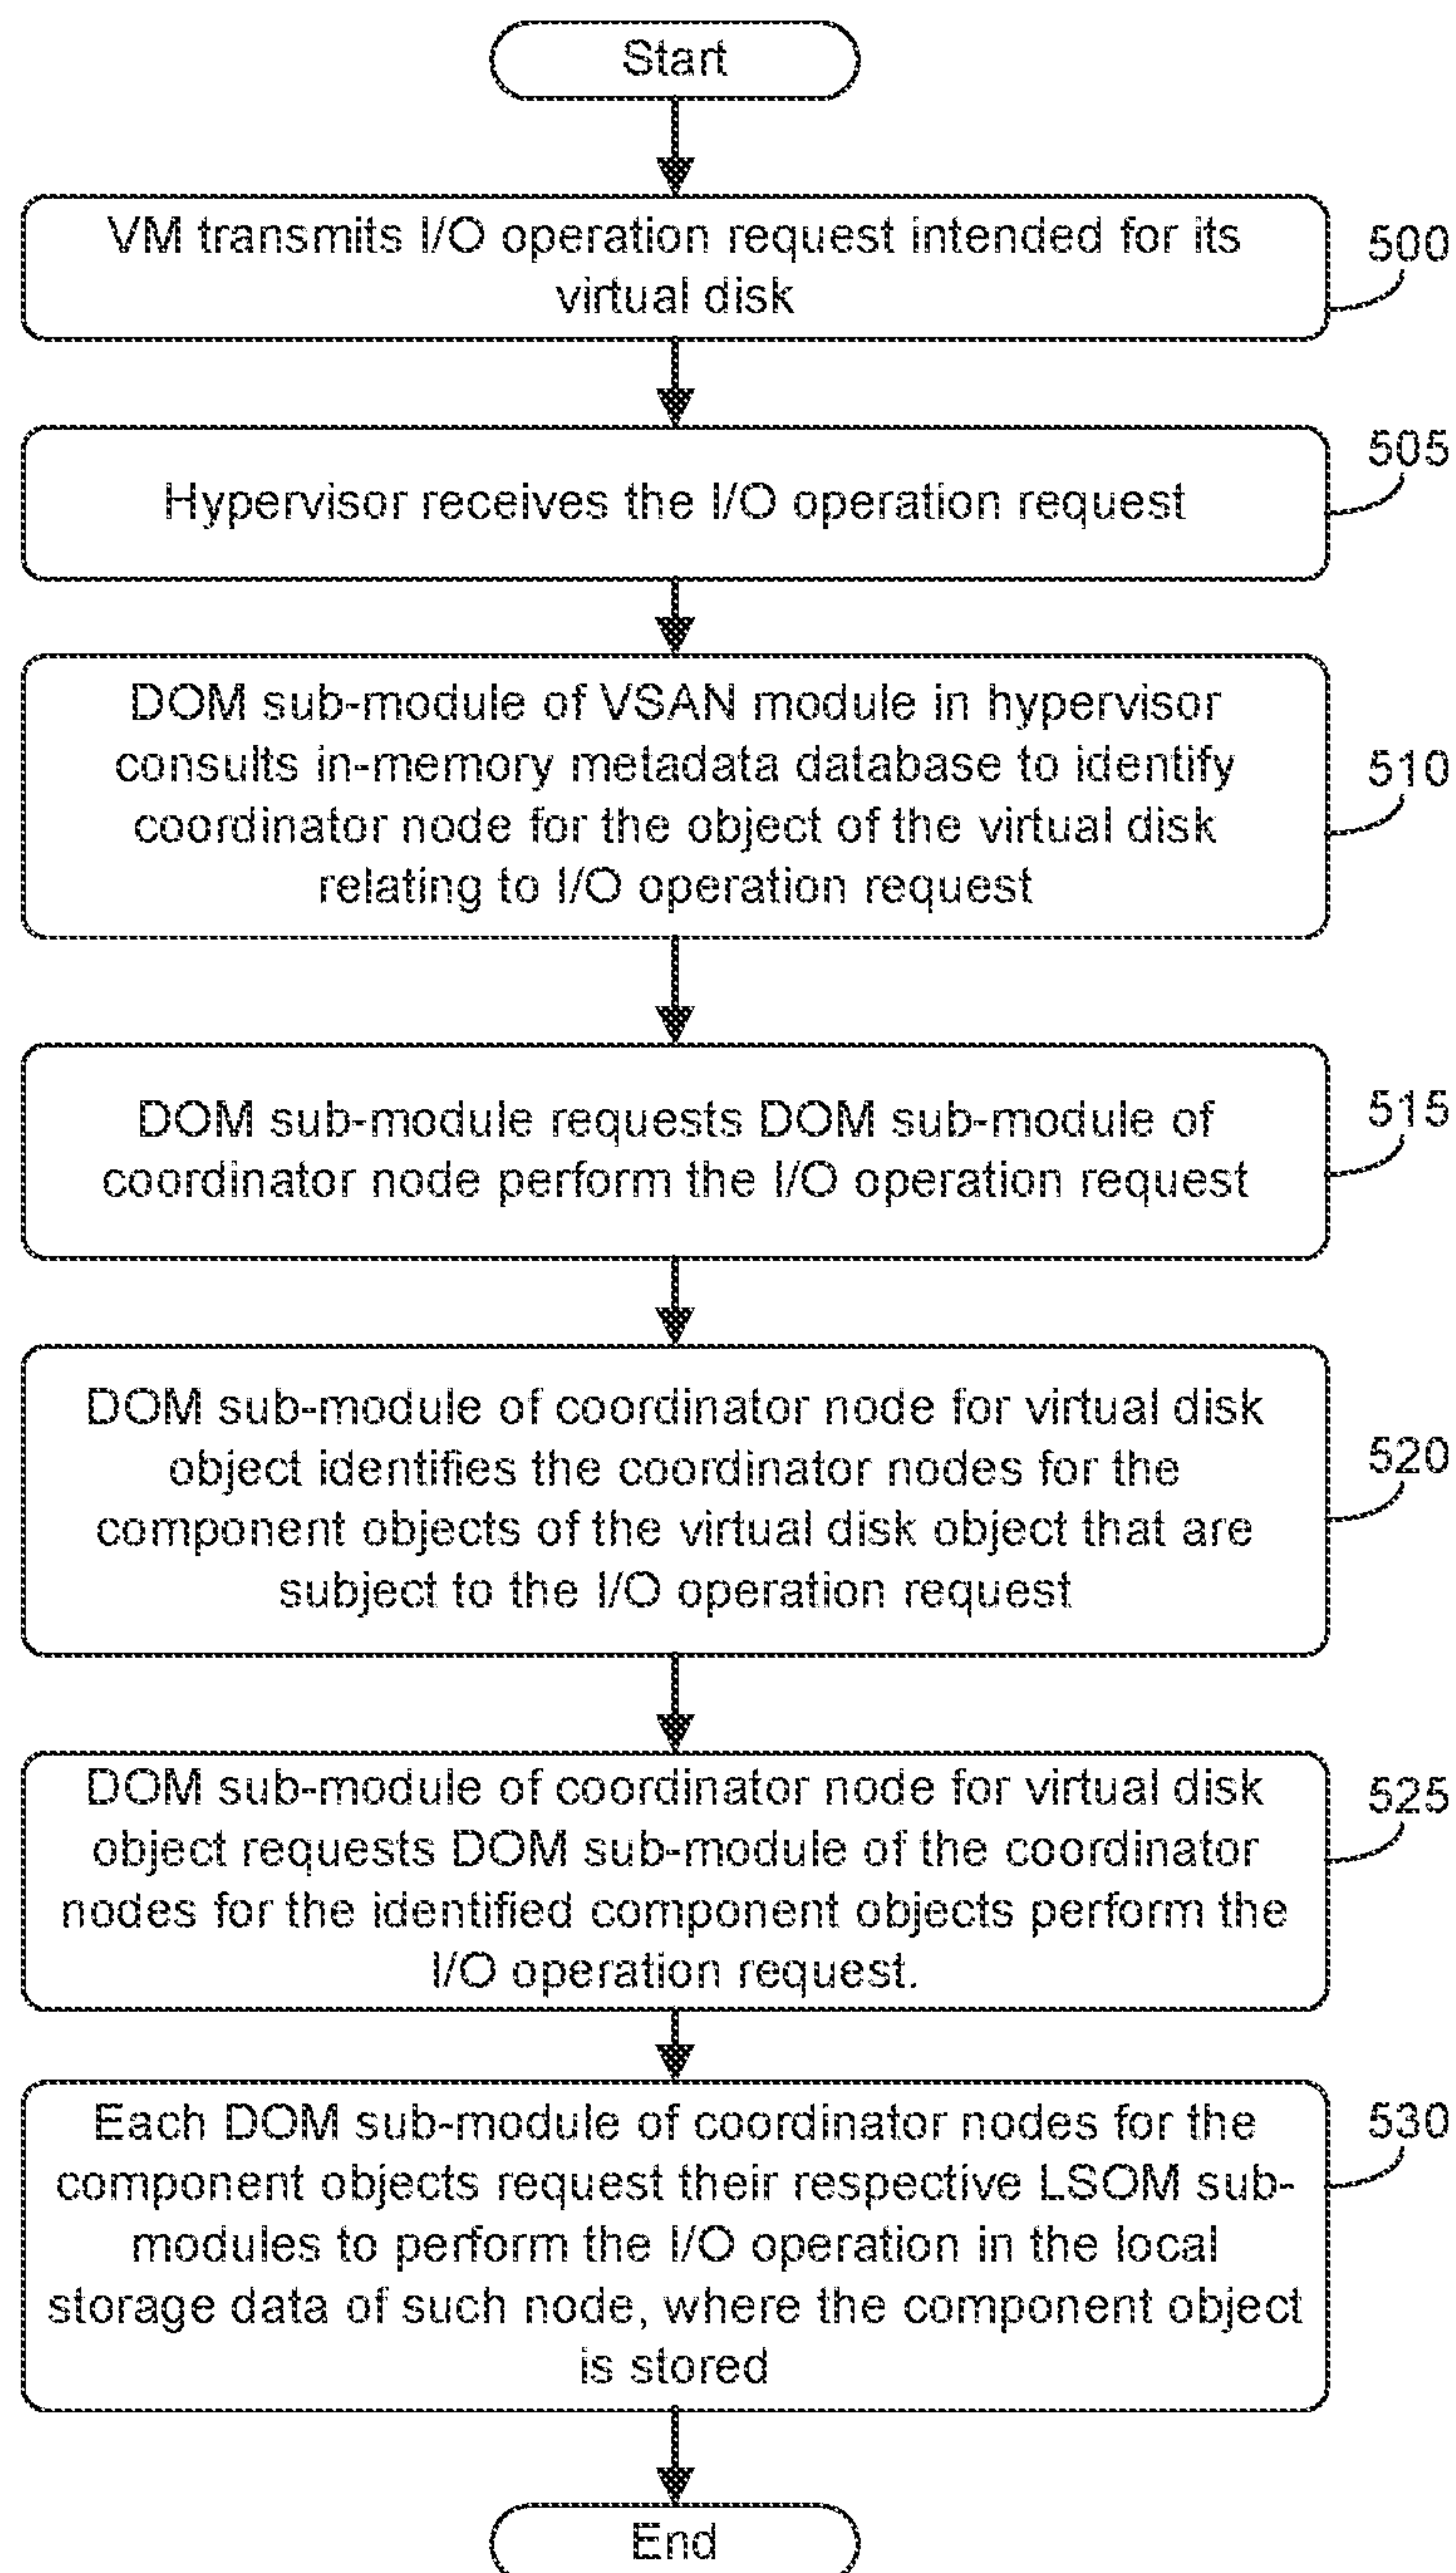 Start
VM transmits I/O operation request intended for its
virtual disk
500
Hypervisor receives the I/O operation request
505
DOM sub-module of VSAN module in hypervisor
consults in-memory metadata database to identify
coordinator node for the object of the virtual disk
relating to I/O operation request
510
DOM sub-module requests DOM sub-module of
coordinator node perform the I/O operation request
515
DOM sub-module of coordinator node for virtual disk
object identifies the coordinator nodes for the
component objects of the virtual disk object that are
subject to the I/O operation request
520
DOM sub-module of coordinator node for virtual disk
object requests DOM sub-module of the coordinator
nodes for the identified component objects perform the
I/O operation request.
525
Each DOM sub-module of coordinator nodes for the
component objects request their respective LSOM sub-
modules to perform the I/O operation in the local
storage data of such node, where the component object
is stored
530
End